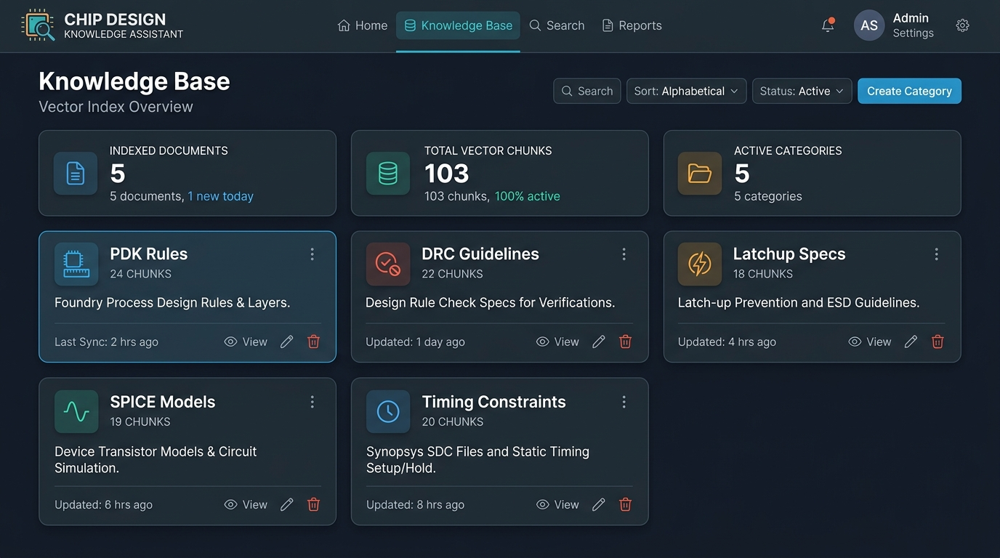 CHIP DESIGN
KNOWLEDGE ASSISTANT
Home
Knowledge Base
Search
Reports
AS
Admin
Settings
Knowledge Base
Vector Index Overview
Search
Sort: Alphabetical
Status: Active
Create Category
INDEXED DOCUMENTS
5
5 documents, 1 new today
TOTAL VECTOR CHUNKS
103
103 chunks, 100% active
ACTIVE CATEGORIES
5
5 categories
PDK Rules
24 CHUNKS
Foundry Process Design Rules & Layers.
Last Sync: 2 hrs ago
View
DRC Guidelines
22 CHUNKS
Design Rule Check Specs for Verifications.
Updated: 1 day ago
View
Latchup Specs
18 CHUNKS
Latch-up Prevention and ESD Guidelines.
Updated: 4 hrs ago
View
SPICE Models
19 CHUNKS
Device Transistor Models & Circuit
Simulation.
Updated: 6 hrs ago
View
Timing Constraints
20 CHUNKS
Synopsys SDC Files and Static Timing
Setup/Hold.
Updated: 8 hrs ago
View